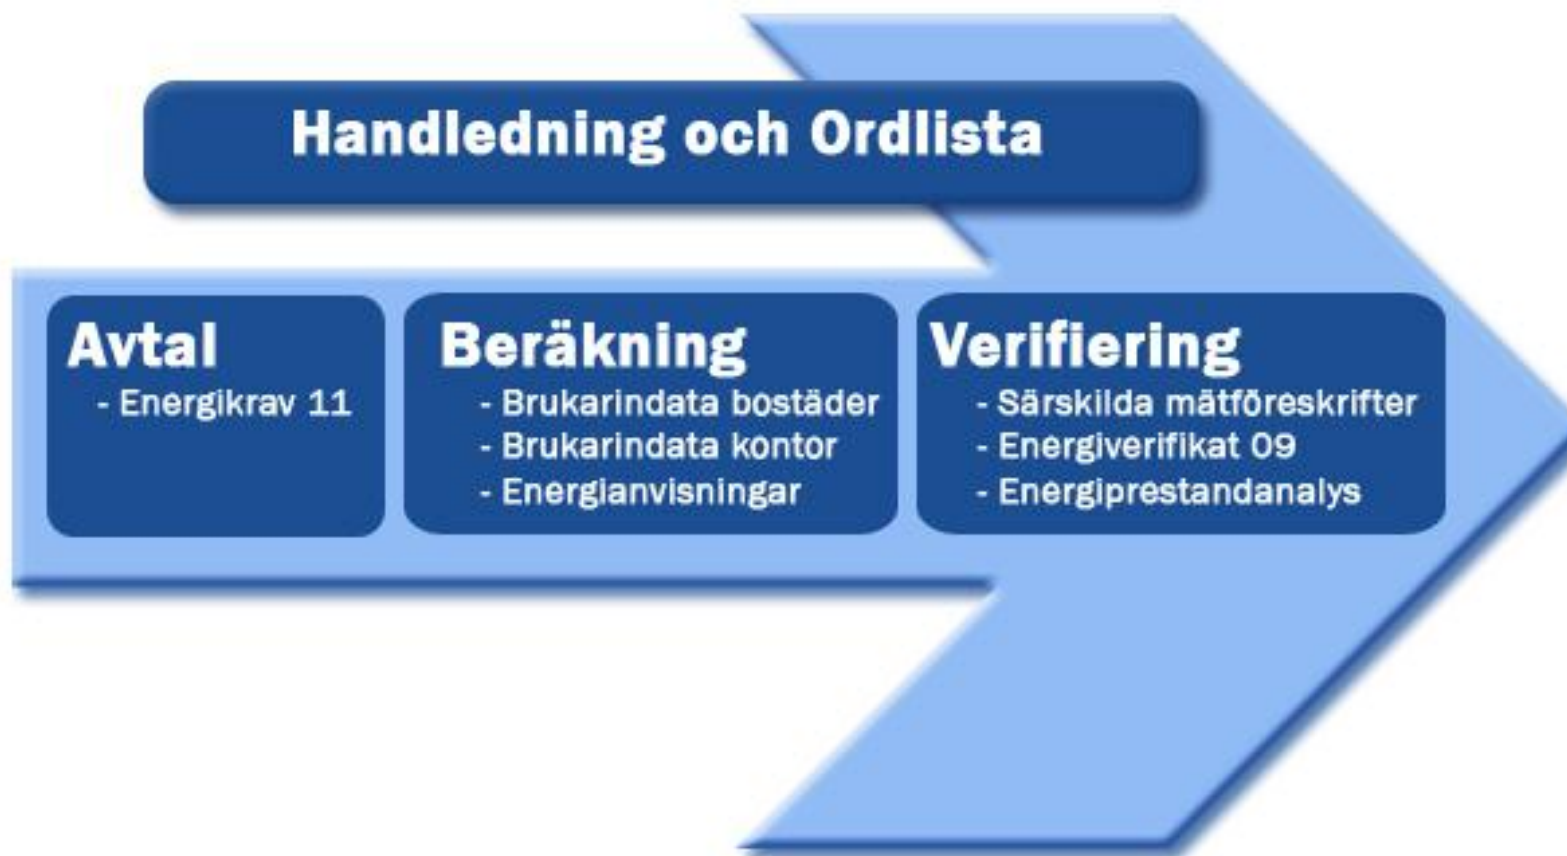 Handledning och Ordlista
Avtal
- Energikrav 11
Beräkning
- Brukarindata bostäder
- Brukarindata kontor
- Energianvisningar
Verifiering
- Särskilda mätföreskrifter
- Energiverifikat 09
- Energiprestandanalys